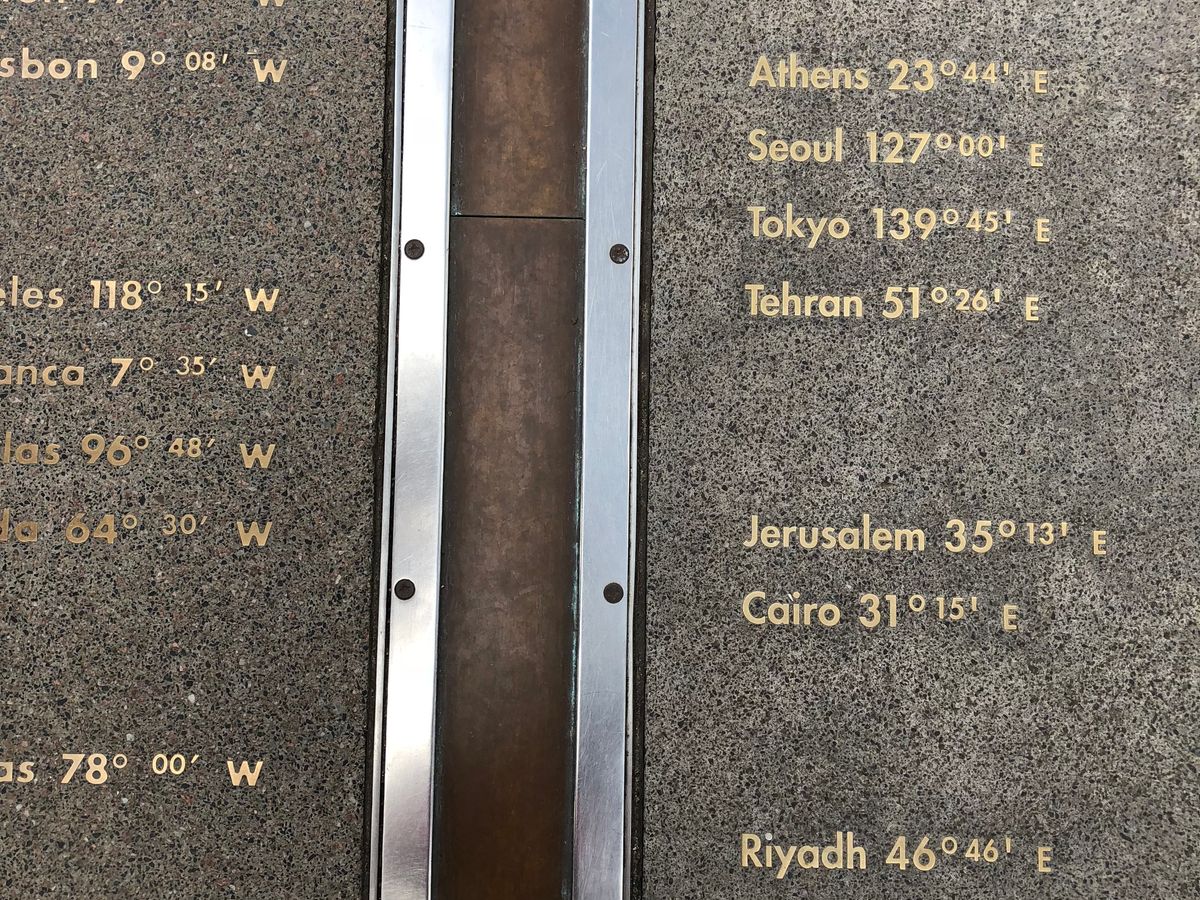 sbon 9° 08′ W
eles 118° 15′ W
anca 7° 35′ W
las 96° 48′ W
da 64° 30′ W
as 78° 00′ W
Athens 23° 44' E
Seoul 127° 00' E
Tokyo 139° 45' E
Tehran 51° 26' E
Jerusalem 35° 13' E
Cairo 31° 15' E
Riyadh 46° 46' E